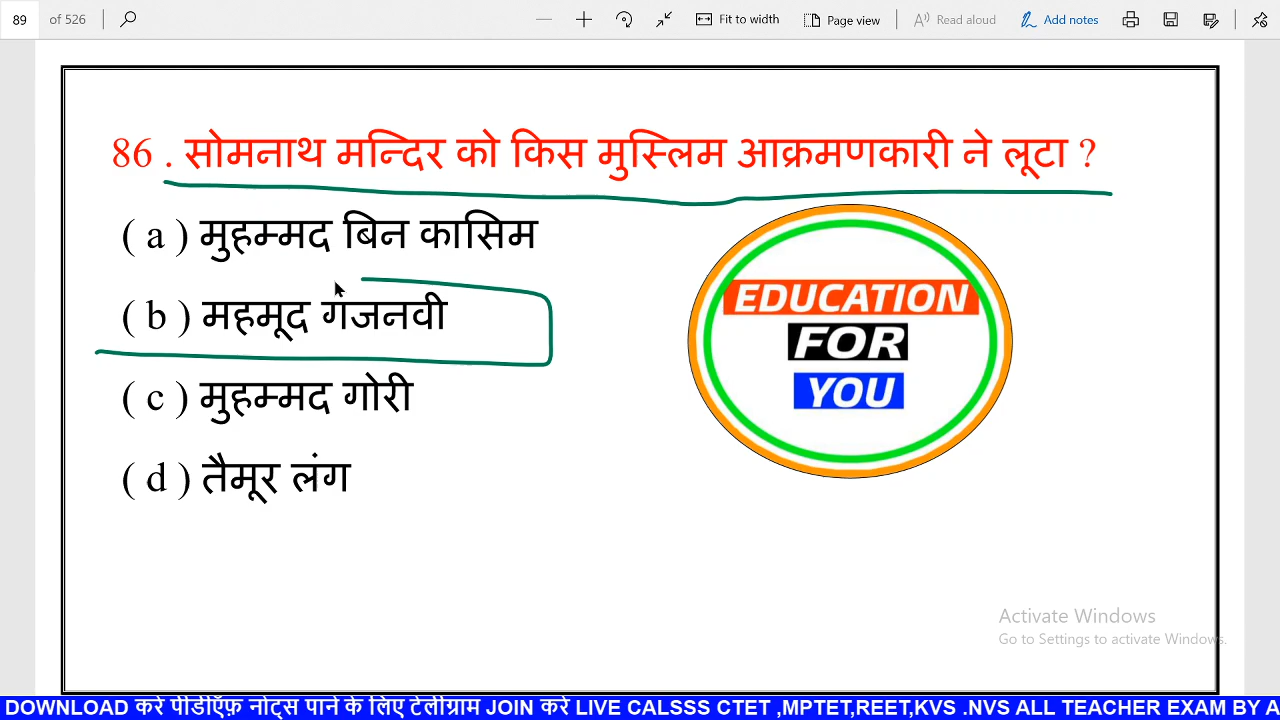 89 of 526 Fit to width Page view Read aloud Add notes
86 . सोमनाथ मन्दिर को किस मुस्लिम आक्रमणकारी ने लूटा ?
( a ) मुहम्मद बिन कासिम
( b ) महमूद गजनवी
( c ) मुहम्मद गोरी
( d ) तैमूर लंग
EDUCATION
FOR
YOU
Activate Windows
Go to Settings to activate Windows.
DOWNLOAD करे पीडीऍफ़ नोट्स पाने के लिए टेलीग्राम JOIN करे LIVE CALSSS CTET ,MPTET,REET,KVS .NVS ALL TEACHER EXAM BY A